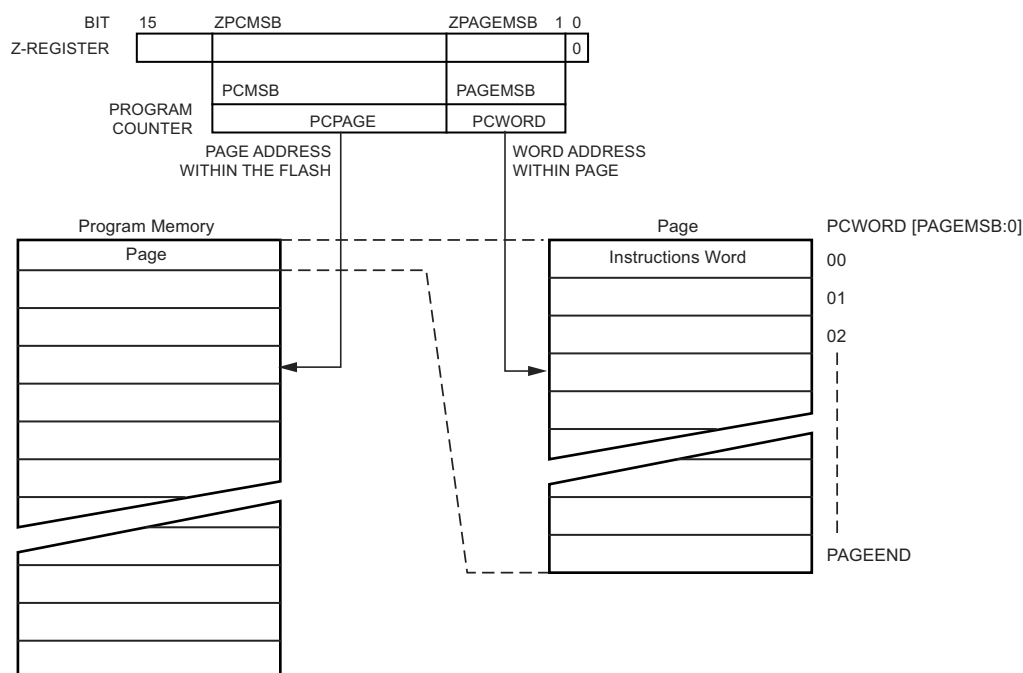 BIT 15 ZPCMSB ZPAGEMSB 1 0
Z-REGISTER 0
PCMSB PAGEMSB
PROGRAM
COUNTER
PCPAGE PCWORD
PAGE ADDRESS
WITHIN THE FLASH
WORD ADDRESS
WITHIN PAGE
Program Memory Page PCWORD [PAGEMSB:0]
Page Instructions Word 00
01
02
PAGEEND